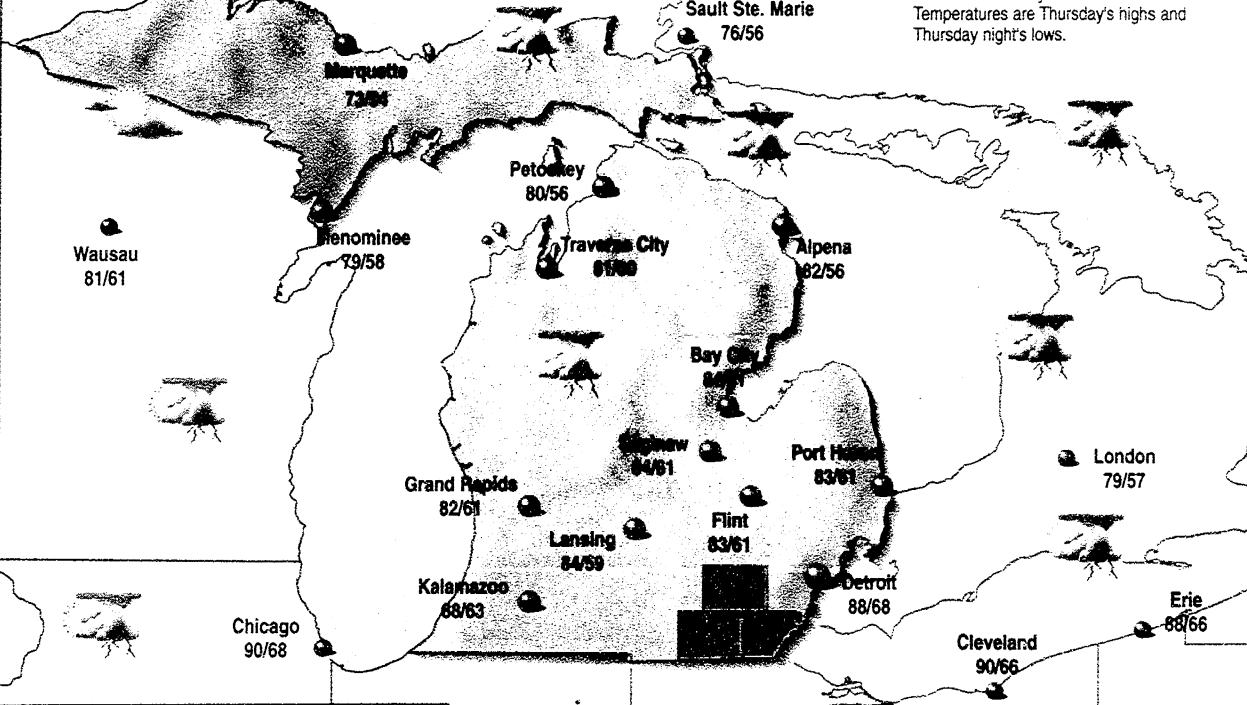 Sault Ste. Marie
76/56
Temperatures are Thursday's highs and
Thursday night's lows.
Marquette
Petoskey
80/56
Wausau
81/61
Menominee
79/58
Traverse City
Alpena
82/56
Bay City
Saginaw
84/61
Port Huron
83/61
London
79/57
Grand Rapids
82/61
Flint
83/61
Lansing
84/59
Kalamazoo
88/63
Detroit
88/68
Chicago
90/68
Erie
88/66
Cleveland
90/66